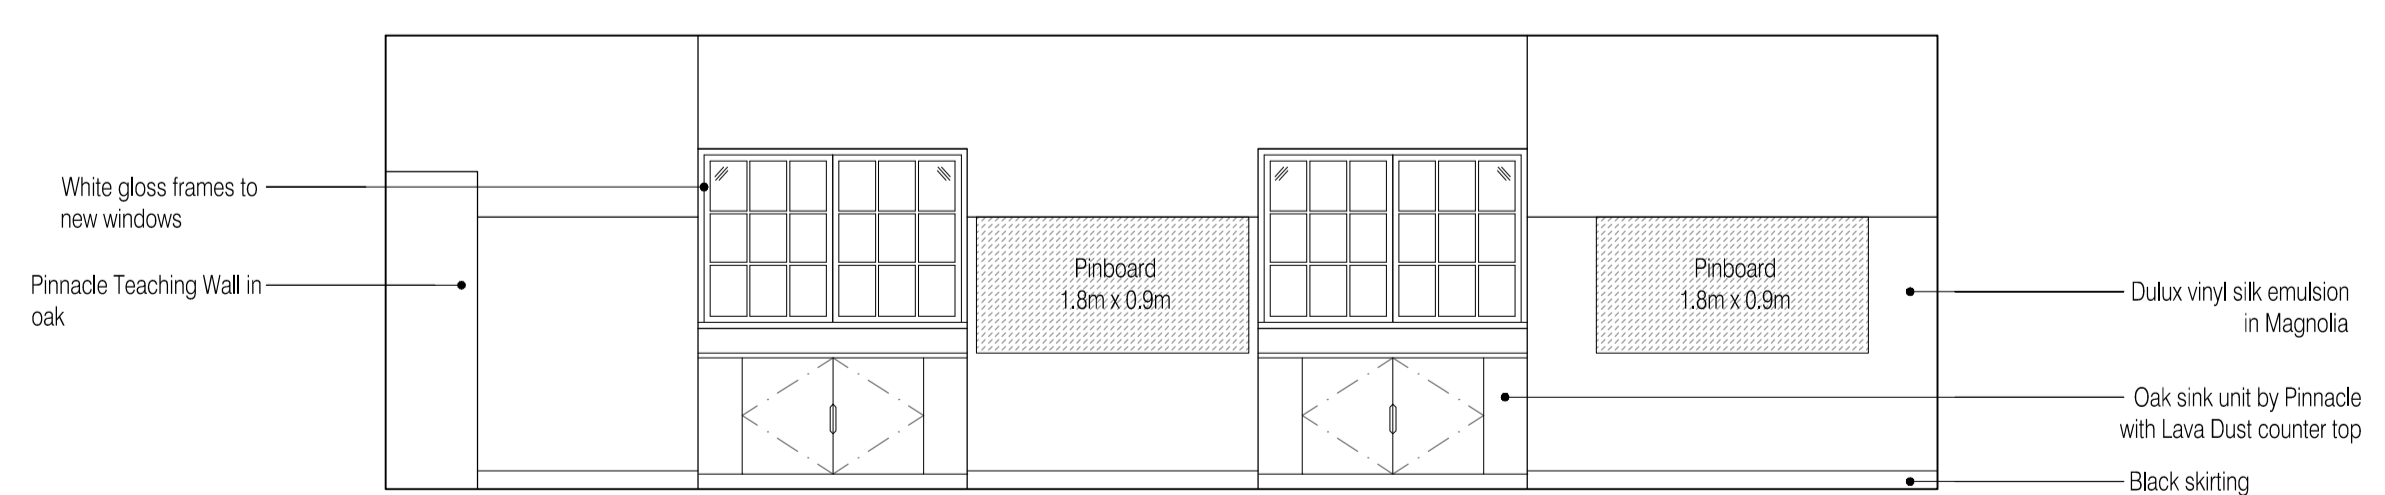 White gloss frames to
new windows
Pinnacle Teaching Wall in
oak
Pinboard
1.8m x 0.9m
Pinboard
1.8m x 0.9m
Dulux vinyl silk emulsion
in Magnolia
Oak sink unit by Pinnacle
with Lava Dust counter top
Black skirting